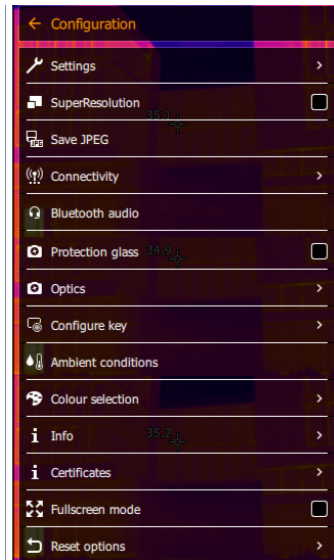 Configuration
Settings
SuperResolution
35.1
JPG
Save JPEG
Connectivity
Bluetooth audio
Protection glass
34.9
Optics
Configure key
Ambient conditions
Colour selection
Info
35.2
Certificates
Fullscreen mode
Reset options